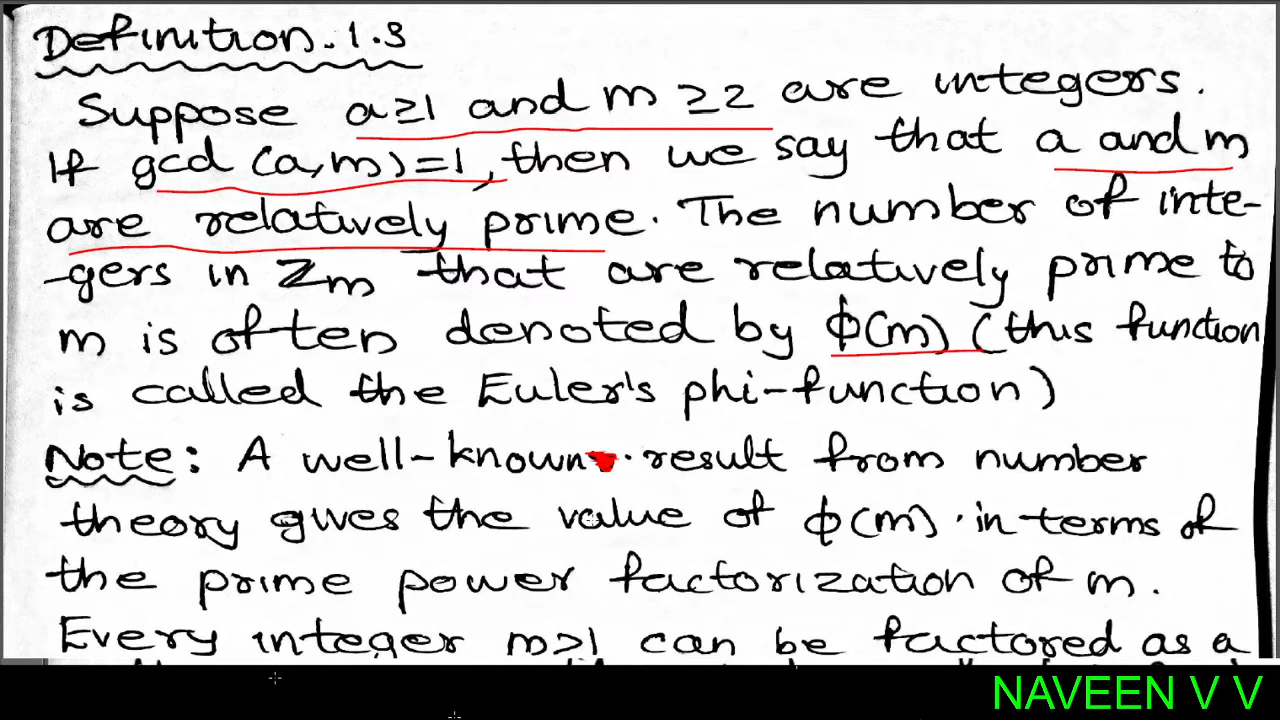 Definition.1.3
Suppose a≥1 and m ≥2 are integers.
If gcd (a,m)=1, then we say that a and m
are relatively prime. The number of inte-
-gers in Zm that are relatively prime to
m is often denoted by ϕ(m) (this function
is called the Euler's phi-function)
Note: A well-known result from number
theory gives the value of ϕ(m) in terms of
the prime power factorization of m.
Every integer m>1 can be factored as a
NAVEEN V V